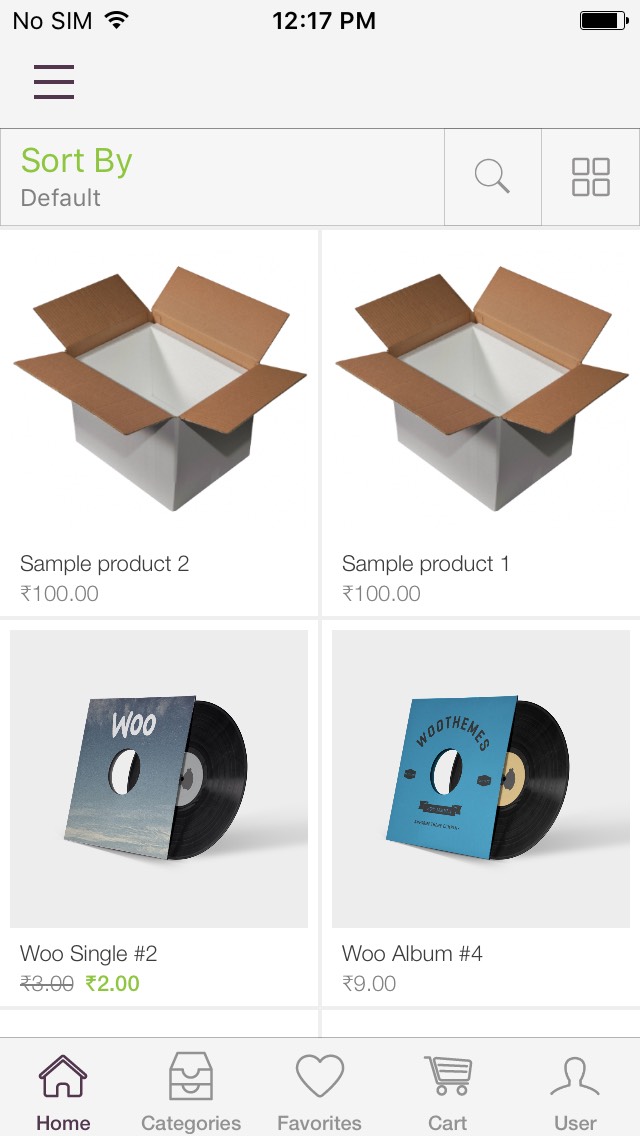 No SIM 12:17 PM
Sort By
Default
Sample product 2
₹100.00
Sample product 1
₹100.00
WOO
WOOTHEMES
Woo Single #2
₹3.00 ₹2.00
Woo Album #4
₹9.00
Home Categories Favorites Cart User